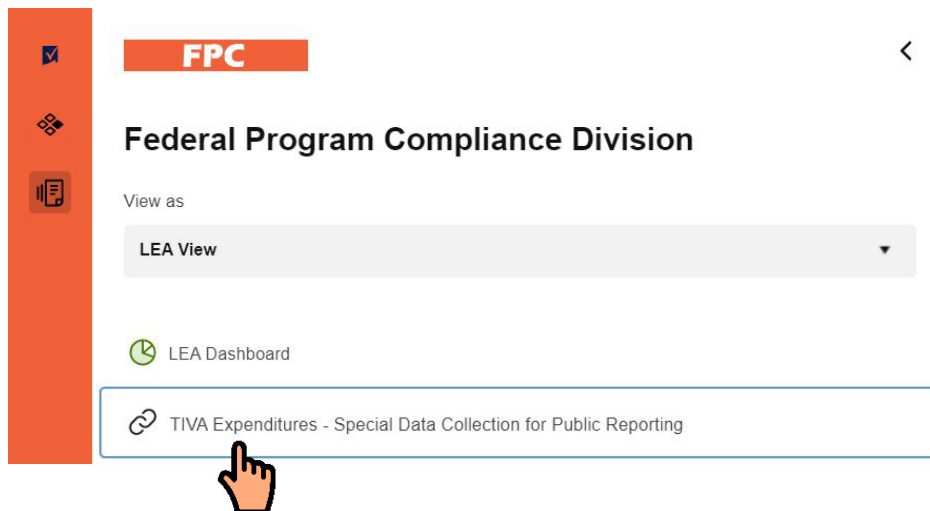 FPC
Federal Program Compliance Division
View as
LEA View
LEA Dashboard
TIVA Expenditures - Special Data Collection for Public Reporting